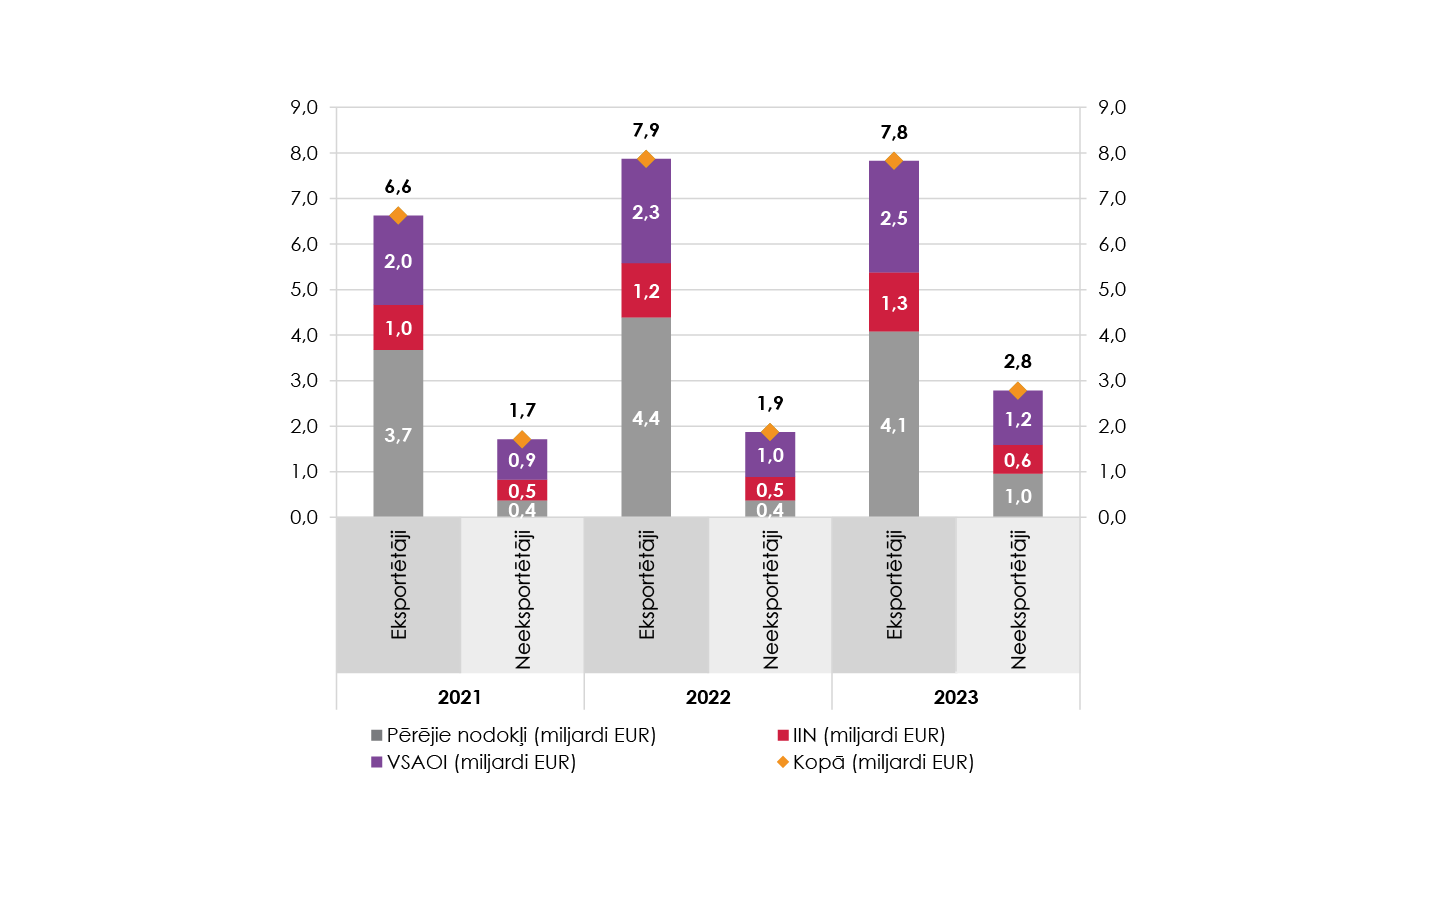 9,0 9,0
7,9 7,8
8,0 8,0
6,6
7,0 7,0
2,3 2,5
6,0 6,0
2,0
5,0 1,2 1,3 5,0
4,0 1,0 4,0
2,8
3,0 3,0
1,7 1,9
3,7 4,4 4,1 1,2
2,0 2,0
0,9 1,0 0,6
1,0 1,0
0,5 0,5 1,0
0,4 0,4
0,0 0,0
Eksportētāji
Neeksportētāji
Eksportētāji
Neeksportētāji
Eksportētāji
Neeksportētāji
2021 2022 2023
Pērējie nodokļi (miljardi EUR) IIN (miljardi EUR)
VSAOI (miljardi EUR) Kopā (miljardi EUR)